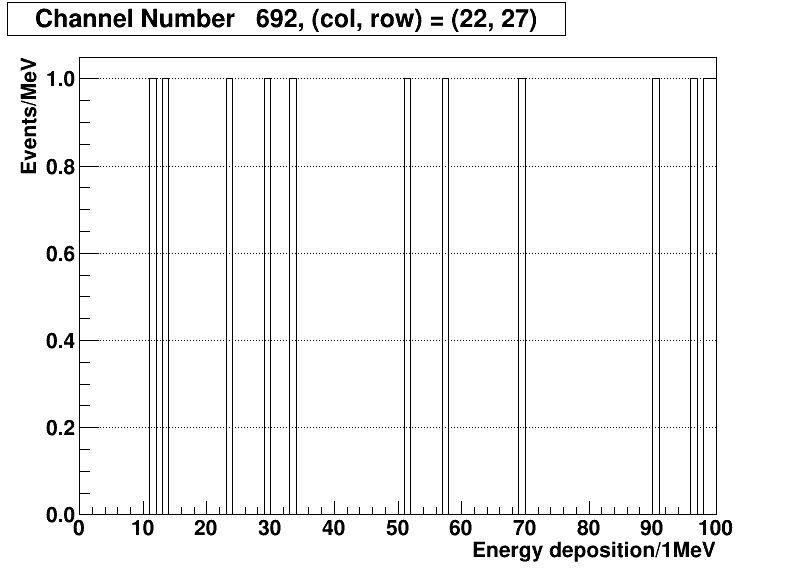 Channel Number   692, (col, row) = (22, 27)
Events/MeV
1.0
0.8
0.6
0.4
0.2
0.0
0 10 20 30 40 50 60 70 80 90 100
Energy deposition/1MeV